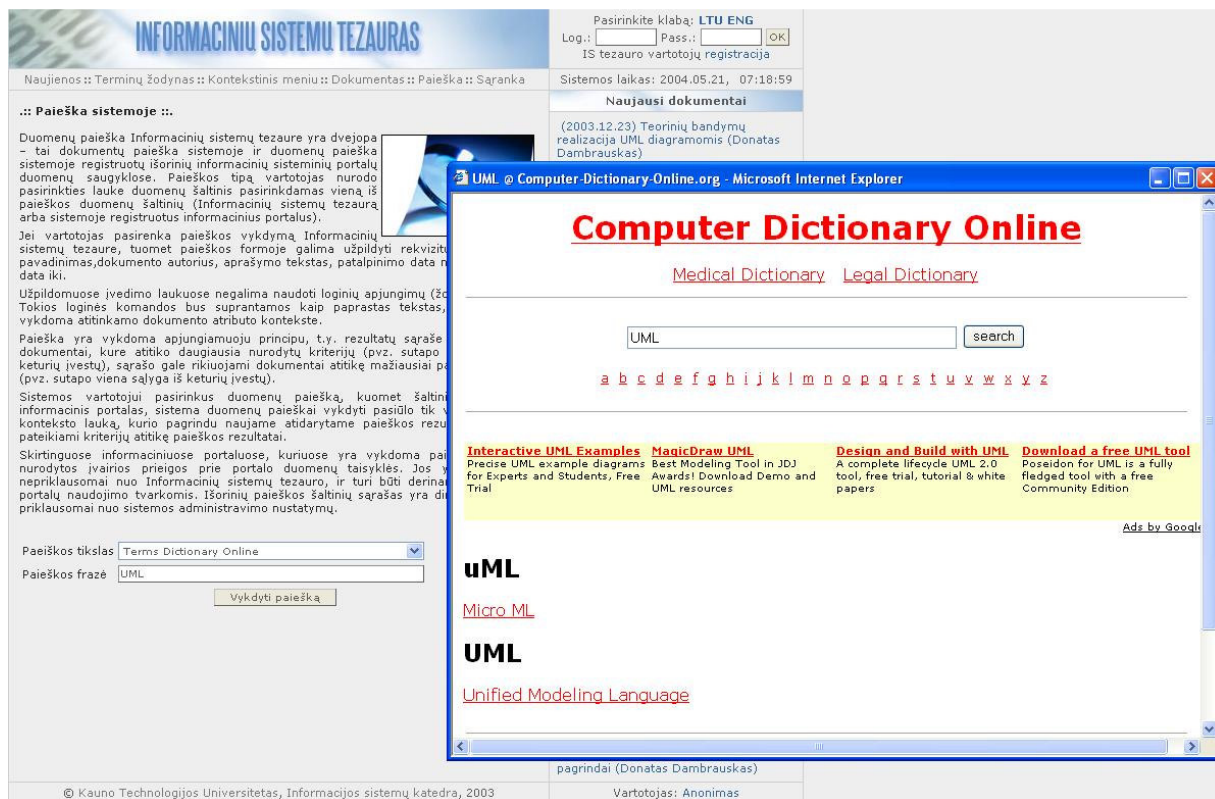 INFORMACINIU SISTEMU TEZAURAS
Pasirinkite klabą: LTU ENG
Log.: Pass.: OK
IS tezauro vartotojų registracija
Naujienos :: Terminų žodynas :: Kontekstinis meniu :: Dokumentas :: Paieška :: Sąranka
Sistemos laikas: 2004.05.21, 07:18:59
.:: Paieška sistemoje ::.
Duomenų paieška Informacinių sistemų tezaure yra dvejopa
– tai dokumentų paieška sistemoje ir duomenų paieška
sistemoje registruotų išorinių informacinių sisteminių portalų
duomenų saugyklose. Paieškos tipą vartotojas nurodo
pasirinkties lauke duomenų šaltinis pasirinkdamas vieną iš
paieškos duomenų šaltinių (Informacinių sistemų tezaurą
arba sistemoje registruotus informacinius portalus).
Jei vartotojas pasirenka paieškos vykdymą Informacinių
sistemų tezaure, tuomet paieškos formoje galima užpildyti
pavadinimas,dokumento autorius, aprašymo tekstas, patalpinimo data
data iki.
Užpildomuose įvedimo laukuose negalima naudoti loginių apjungimų
Tokios loginės komandos bus suprantamos kaip paprastas tekstas,
vykdoma atitinkamo dokumento atributo kontekste.
Paieška yra vykdoma apjungiamuoju principu, t.y. rezultatų sąraše
dokumentai, kure atitiko daugiausia nurodytų kriterijų (pvz. sutapo
keturių įvestų), sąrašo gale rikiuojami dokumentai atitikę mažiausiai
(pvz. sutapo viena sąlyga iš keturių įvestų).
Sistemos vartotojui pasirinkus duomenų paiešką, kuomet
informacinis portalas, sistema duomenų paieškai vykdyti pasiūlo tik
konteksto lauką, kurio pagrindu naujame atidarytame paieškos
pateikiami kriterijų atitikę paieškos rezultatai.
Skirtinguose informaciniuose portaluose, kuriuose yra vykdoma
nurodytos įvairios prieigos prie portalo duomenų taisyklės. Jos
nepriklausomai nuo Informacinių sistemų tezauro, ir turi būti
portalų naudojimo tvarkomis. Išorinių paieškos šaltinių sąrašas yra
priklausomai nuo sistemos administravimo nustatymų.
Paeiškos tikslas Terms Dictionary Online
Paieškos frazė UML
Vykdyti paiešką
Naujausi dokumentai
(2003.12.23) Teorinių bandymų
realizacija UML diagramomis (Donatas
Dambrauskas)
UML @ Computer-Dictionary-Online.org - Microsoft Internet Explorer
Computer Dictionary Online
Medical Dictionary Legal Dictionary
UML search
a b c d e f g h i j k l m n o p q r s t u v w x y z
Interactive UML Examples MagicDraw UML Design and Build with UML Download a free UML tool
Precise UML example diagrams Best Modeling Tool in JDJ A complete lifecycle UML 2.0 Poseidon for UML is a fully
for Experts and Students, Free Awards! Download Demo and tool, free trial, tutorial & white fledged tool with a free
Trial UML resources papers Community Edition
Ads by Google
uML
Micro ML
UML
Unified Modeling Language
pagrindai (Donatas Dambrauskas)
© Kauno Technologijos Universitetas, Informacijos sistemų katedra, 2003
Vartotojas: Anonimas